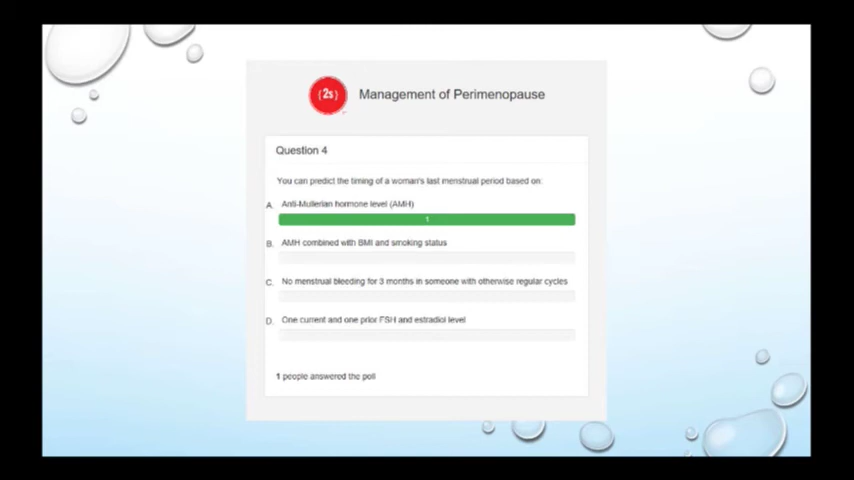 {2s}
Management of Perimenopause
Question 4
You can predict the timing of a woman's last menstrual period based on:
A. Anti-Mullerian hormone level (AMH)
1
B. AMH combined with BMI and smoking status
C. No menstrual bleeding for 3 months in someone with otherwise regular cycles
D. One current and one prior FSH and estradiol level
1 people answered the poll